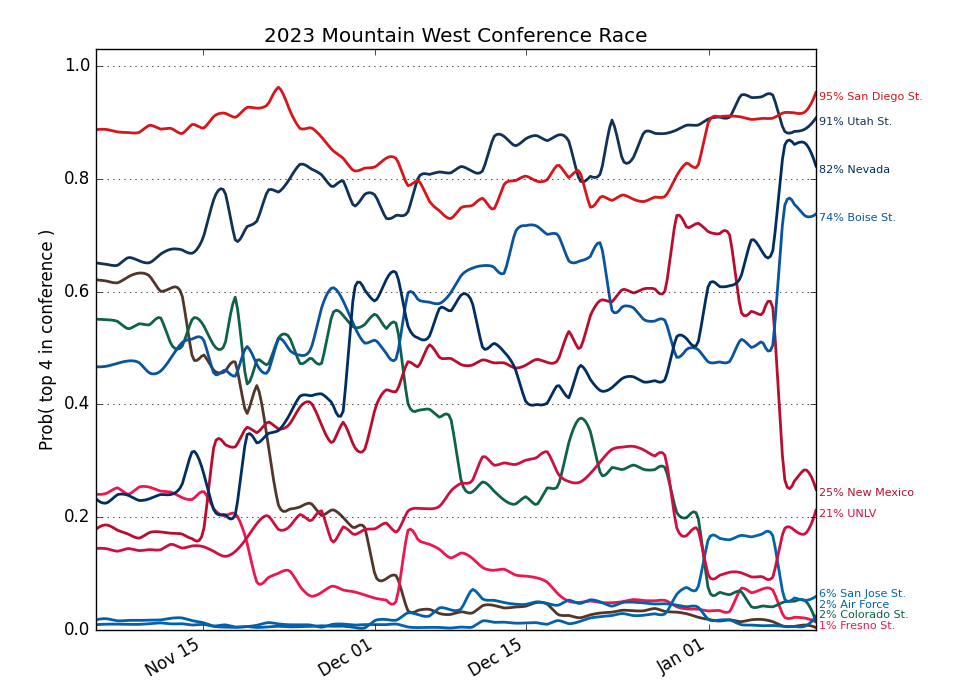 2023 Mountain West Conference Race
Prob( top 4 in conference )
1.0
0.8
0.6
0.4
0.2
0.0
Nov 15
Dec 01
Dec 15
Jan 01
95% San Diego St.
91% Utah St.
82% Nevada
74% Boise St.
25% New Mexico
21% UNLV
6% San Jose St.
2% Air Force
2% Colorado St.
1% Fresno St.